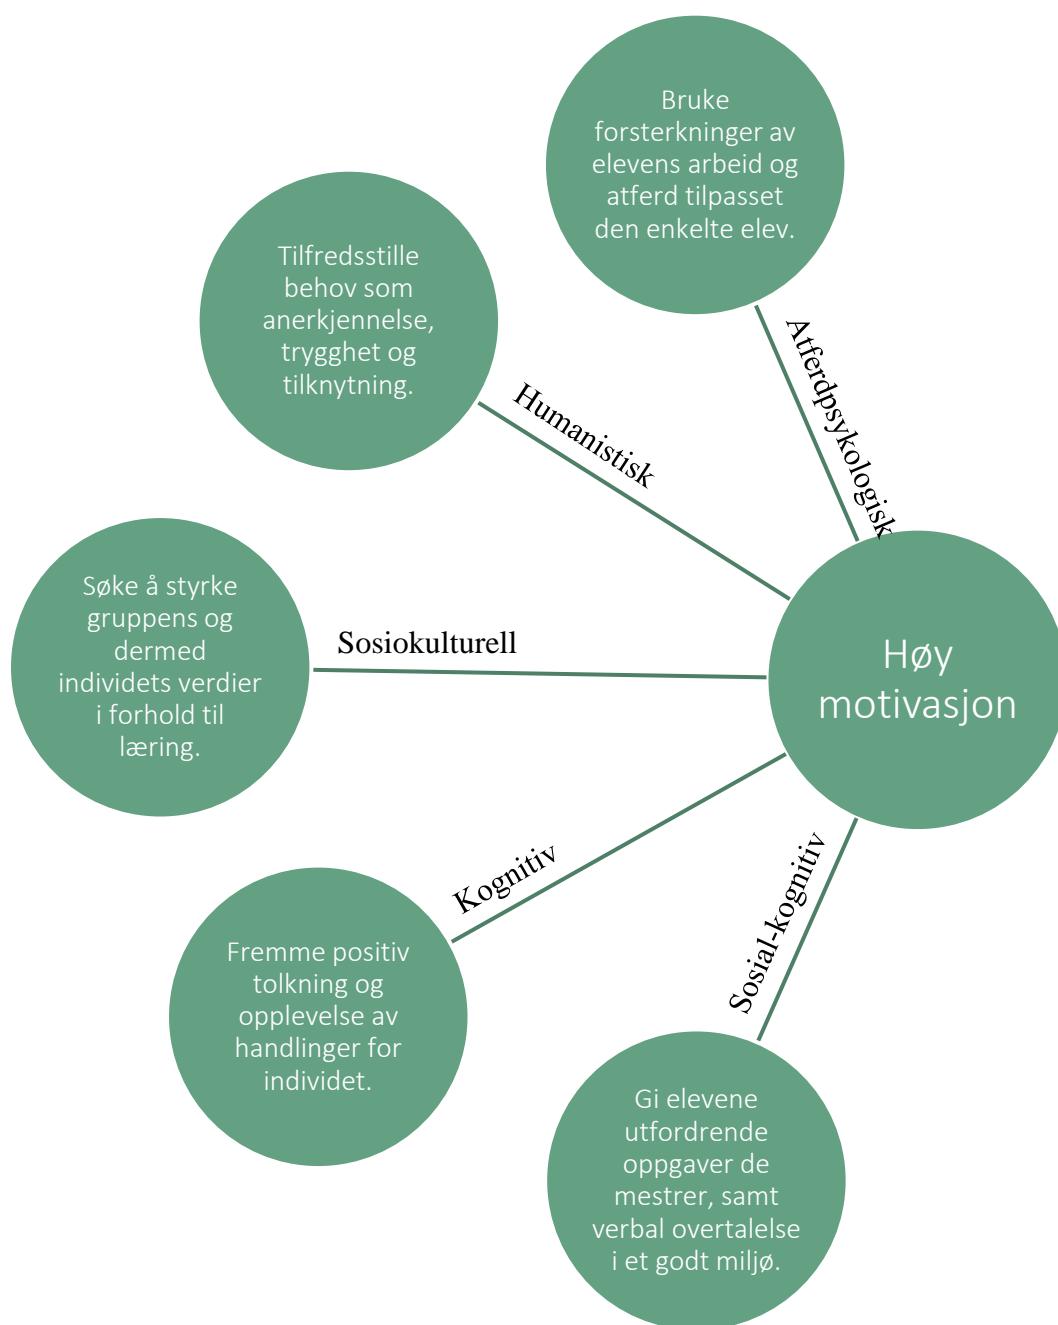 Bruke
forsterkninger av
elevens arbeid og
atferd tilpasset
den enkelte elev.
Atferdpsykologisk
Tilfredsstille
behov som
anerkjennelse,
trygghet og
tilknytning.
Humanistisk
Søke å styrke
gruppens og
dermed
individets verdier
i forhold til
læring.
Sosiokulturell
Høy
motivasjon
Kognitiv
Fremme positiv
tolkning og
opplevelse av
handlinger for
individet.
Sosial-kognitiv
Gi elevene
utfordrende
oppgaver de
mestrer, samt
verbal overtalelse
i et godt miljø.